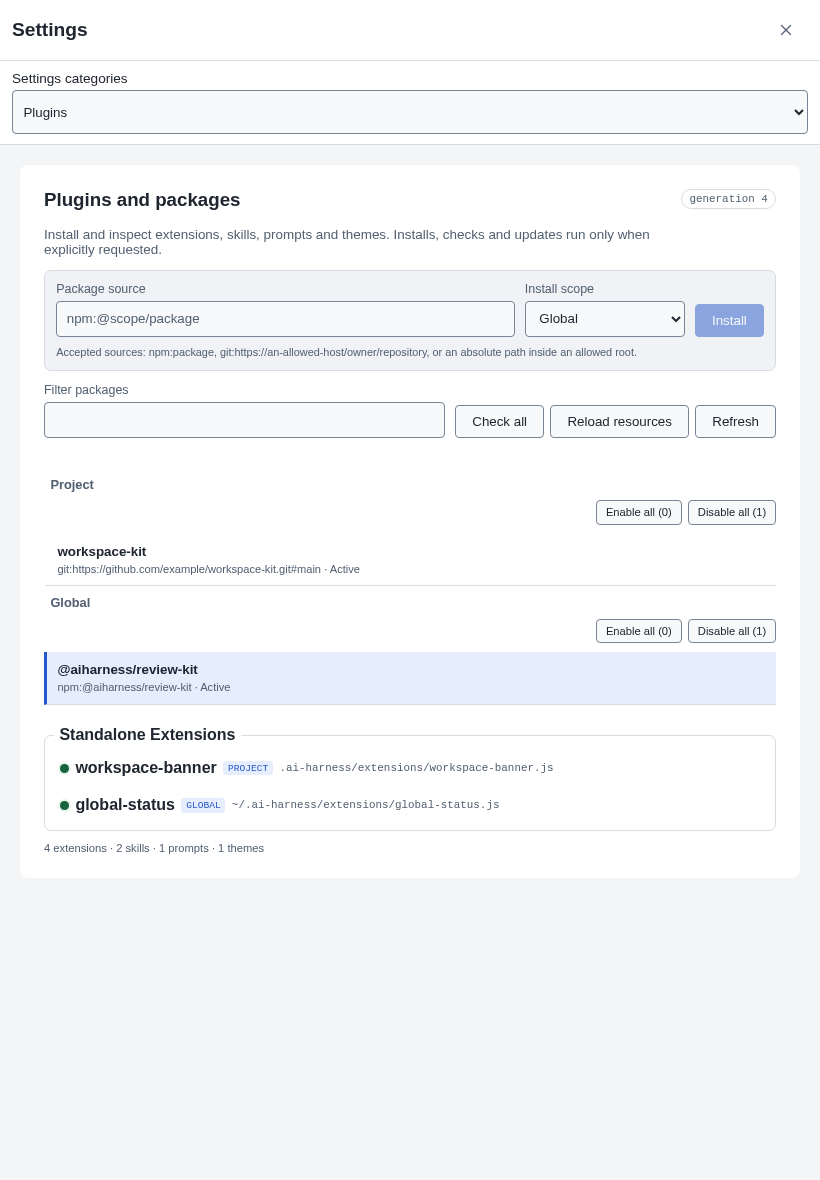 Settings
Settings categories
Plugins
Plugins and packages
generation 4
Install and inspect extensions, skills, prompts and themes. Installs, checks and updates run only when
explicitly requested.
Package source
Install scope
npm:@scope/package
Global
Install
Accepted sources: npm:package, git:https://an-allowed-host/owner/repository, or an absolute path inside an allowed root.
Filter packages
Check all
Reload resources
Refresh
Project
Enable all (0)
Disable all (1)
workspace-kit
git:https://github.com/example/workspace-kit.git#main · Active
Global
Enable all (0)
Disable all (1)
@aiharness/review-kit
npm:@aiharness/review-kit · Active
Standalone Extensions
workspace-banner PROJECT .ai-harness/extensions/workspace-banner.js
global-status GLOBAL ~/.ai-harness/extensions/global-status.js
4 extensions · 2 skills · 1 prompts · 1 themes